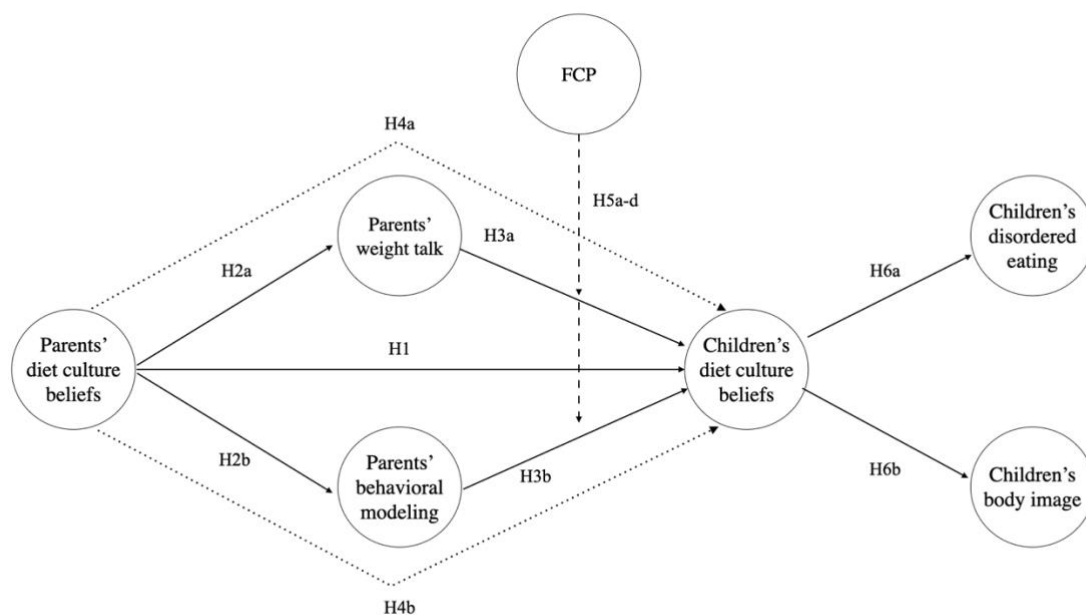 FCP
H4a
H5a-d
Parents’
weight talk
H3a
Children’s
disordered
eating
H2a
H6a
Parents’
diet culture
beliefs
H1
Children’s
diet culture
beliefs
H2b
Parents’
behavioral
modeling
H3b
H6b
Children’s
body image
H4b